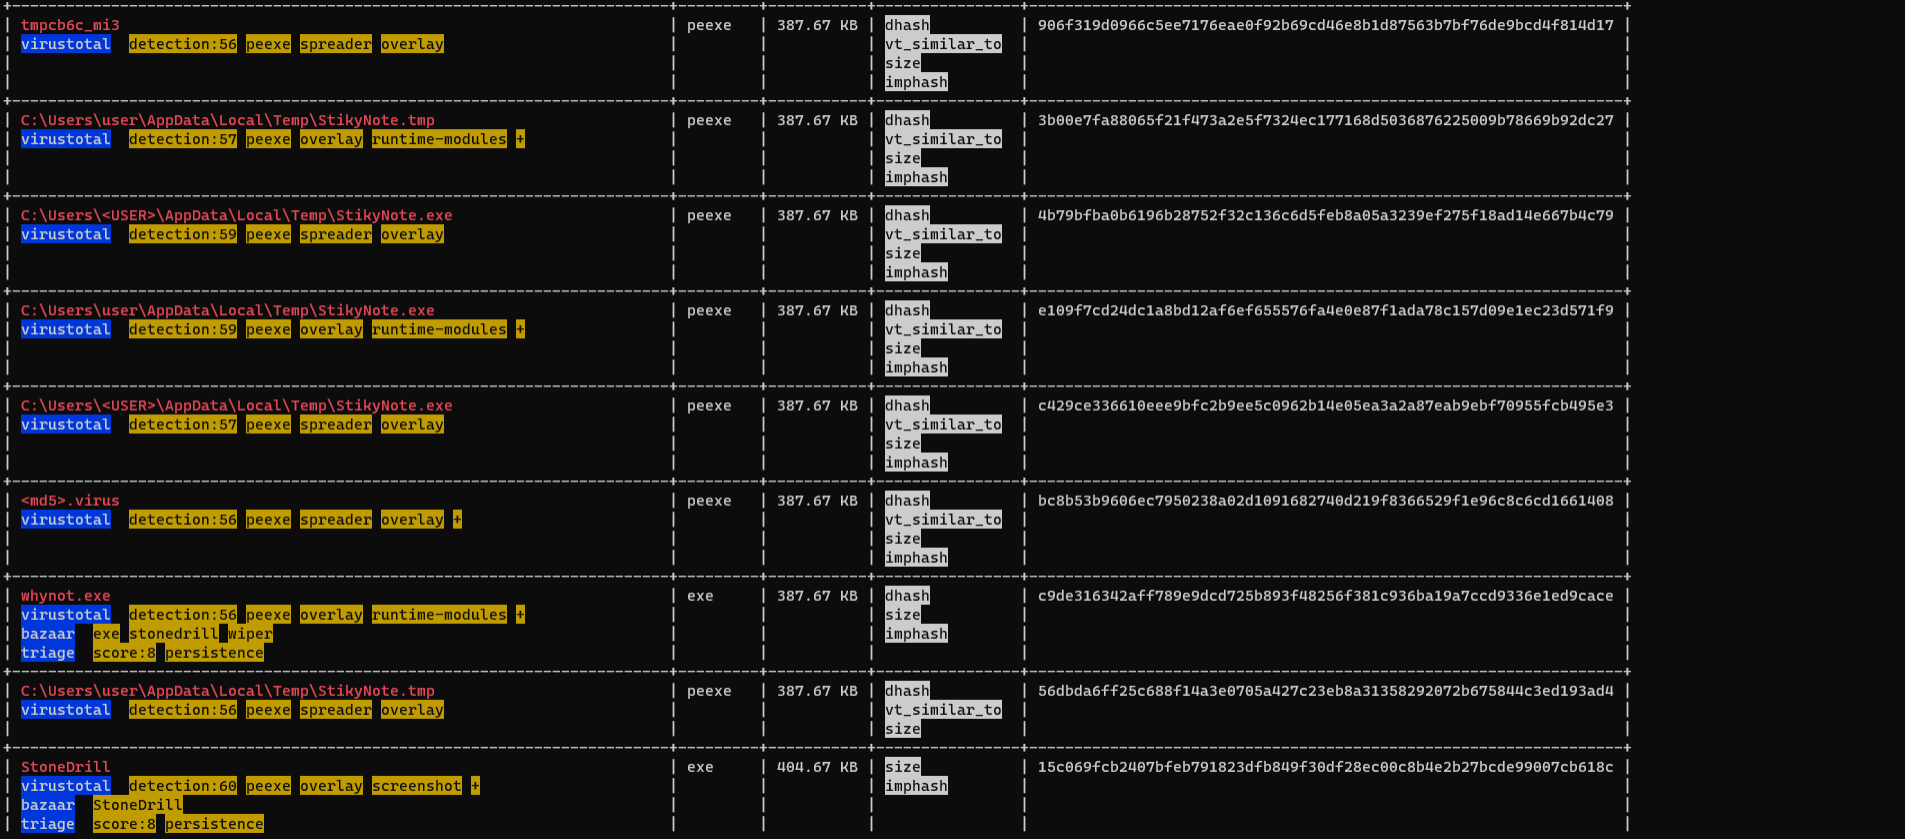 tmpcb6c_mi3 | peexe | 387.67 KB | dhash | 906f319d0966c5ee7176eae0f92b69cd46e8b1d87563b7bf76de9bcd4f814d17
virustotal detection:56 peexe spreader overlay | vt_similar_to
size
imphash
C:\Users\user\AppData\Local\Temp\StikyNote.tmp | peexe | 387.67 KB | dhash | 3b00e7fa88065f21f473a2e5f7324ec177168d5036876225009b78669b92dc27
virustotal detection:57 peexe overlay runtime-modules + | vt_similar_to
size
imphash
C:\Users\<USER>\AppData\Local\Temp\StikyNote.exe | peexe | 387.67 KB | dhash | 4b79bfba0b6196b28752f32c136c6d5feb8a05a3239ef275f18ad14e667b4c79
virustotal detection:59 peexe spreader overlay | vt_similar_to
size
imphash
C:\Users\user\AppData\Local\Temp\StikyNote.exe | peexe | 387.67 KB | dhash | e109f7cd24dc1a8bd12af6ef655576fa4e0e87f1ada78c157d09e1ec23d571f9
virustotal detection:59 peexe overlay runtime-modules + | vt_similar_to
size
imphash
C:\Users\<USER>\AppData\Local\Temp\StikyNote.exe | peexe | 387.67 KB | dhash | c429ce336610eee9bfc2b9ee5c0962b14e05ea3a2a87eab9ebf70955fcb495e3
virustotal detection:57 peexe spreader overlay | vt_similar_to
size
imphash
<md5>.virus | peexe | 387.67 KB | dhash | bc8b53b9606ec7950238a02d1091682740d219f8366529f1e96c8c6cd1661408
virustotal detection:56 peexe spreader overlay + | vt_similar_to
size
imphash
whynot.exe | exe | 387.67 KB | dhash | c9de316342aff789e9dcd725b893f48256f381c936ba19a7ccd9336e1ed9cace
virustotal detection:56 peexe overlay runtime-modules + | size
bazaar exe stonedrill wiper | imphash
triage score:8 persistence
C:\Users\user\AppData\Local\Temp\StikyNote.tmp | peexe | 387.67 KB | dhash | 56dbda6ff25c688f14a3e0705a427c23eb8a31358292072b675844c3ed193ad4
virustotal detection:56 peexe spreader overlay | vt_similar_to
size
StoneDrill | exe | 404.67 KB | size | 15c069fcb2407bfeb791823dfb849f30df28ec00c8b4e2b27bcde99007cb618c
virustotal detection:60 peexe overlay screenshot + | imphash
bazaar StoneDrill
triage score:8 persistence